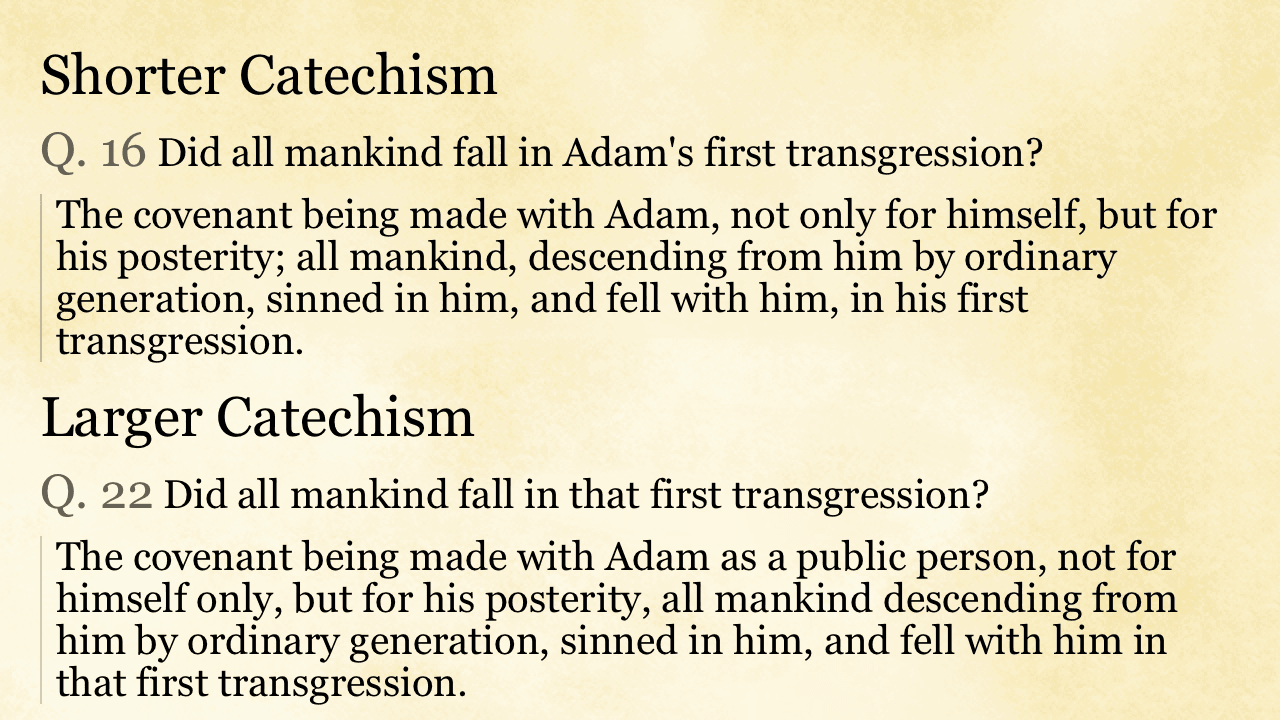 Shorter Catechism
Q. 16 Did all mankind fall in Adam's first transgression?
The covenant being made with Adam, not only for himself, but for
his posterity; all mankind, descending from him by ordinary
generation, sinned in him, and fell with him, in his first
transgression.
Larger Catechism
Q. 22 Did all mankind fall in that first transgression?
The covenant being made with Adam as a public person, not for
himself only, but for his posterity, all mankind descending from
him by ordinary generation, sinned in him, and fell with him in
that first transgression.